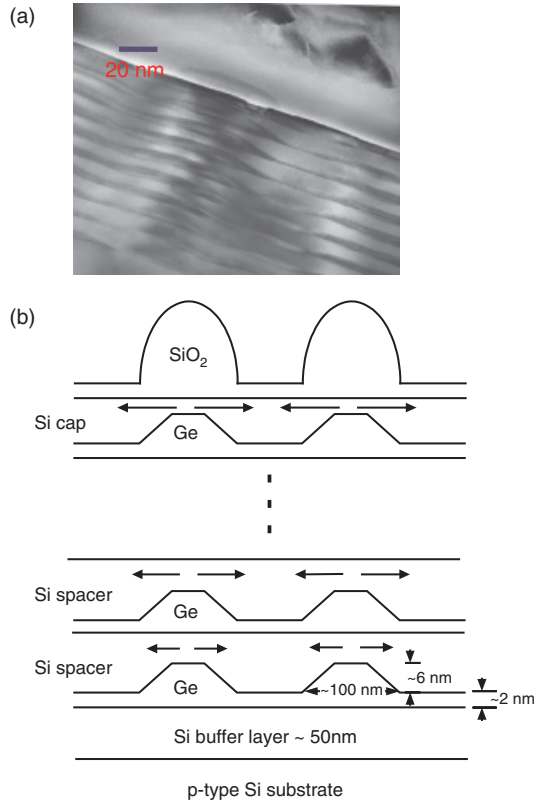 (a)
20 nm
(b)
SiO2
Si cap
Ge
Si spacer
Ge
Si spacer
Ge
~100 nm
~6 nm
~2 nm
Si buffer layer ~ 50nm
p-type Si substrate